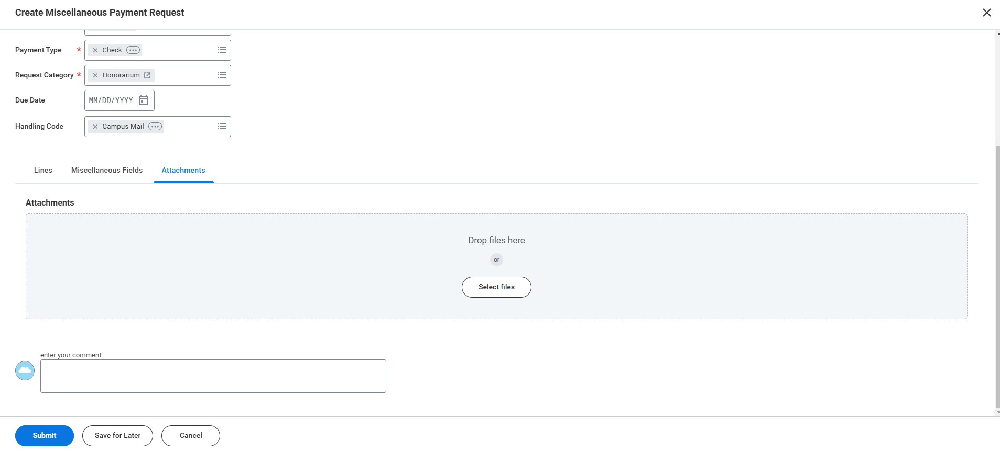 Create Miscellaneous Payment Request
Payment Type * Check
Request Category * Honorarium
Due Date MM/DD/YYYY
Handling Code Campus Mail
Lines Miscellaneous Fields Attachments
Attachments
Drop files here
or
Select files
enter your comment
Submit Save for Later Cancel